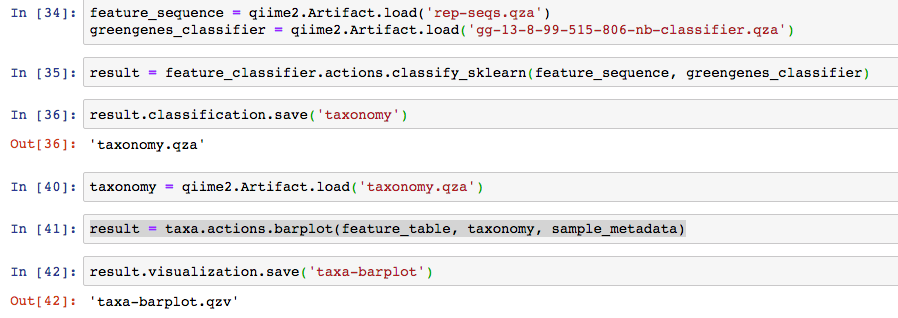 In [34]: feature_sequence = qiime2.Artifact.load('rep-seqs.qza')
greengenes_classifier = qiime2.Artifact.load('gg-13-8-99-515-806-nb-classifier.qza')
In [35]: result = feature_classifier.actions.classify_sklearn(feature_sequence, greengenes_classifier)
In [36]: result.classification.save('taxonomy')
Out[36]: 'taxonomy.qza'
In [40]: taxonomy = qiime2.Artifact.load('taxonomy.qza')
In [41]: result = taxa.actions.barplot(feature_table, taxonomy, sample_metadata)
In [42]: result.visualization.save('taxa-barplot')
Out[42]: 'taxa-barplot.qzv'